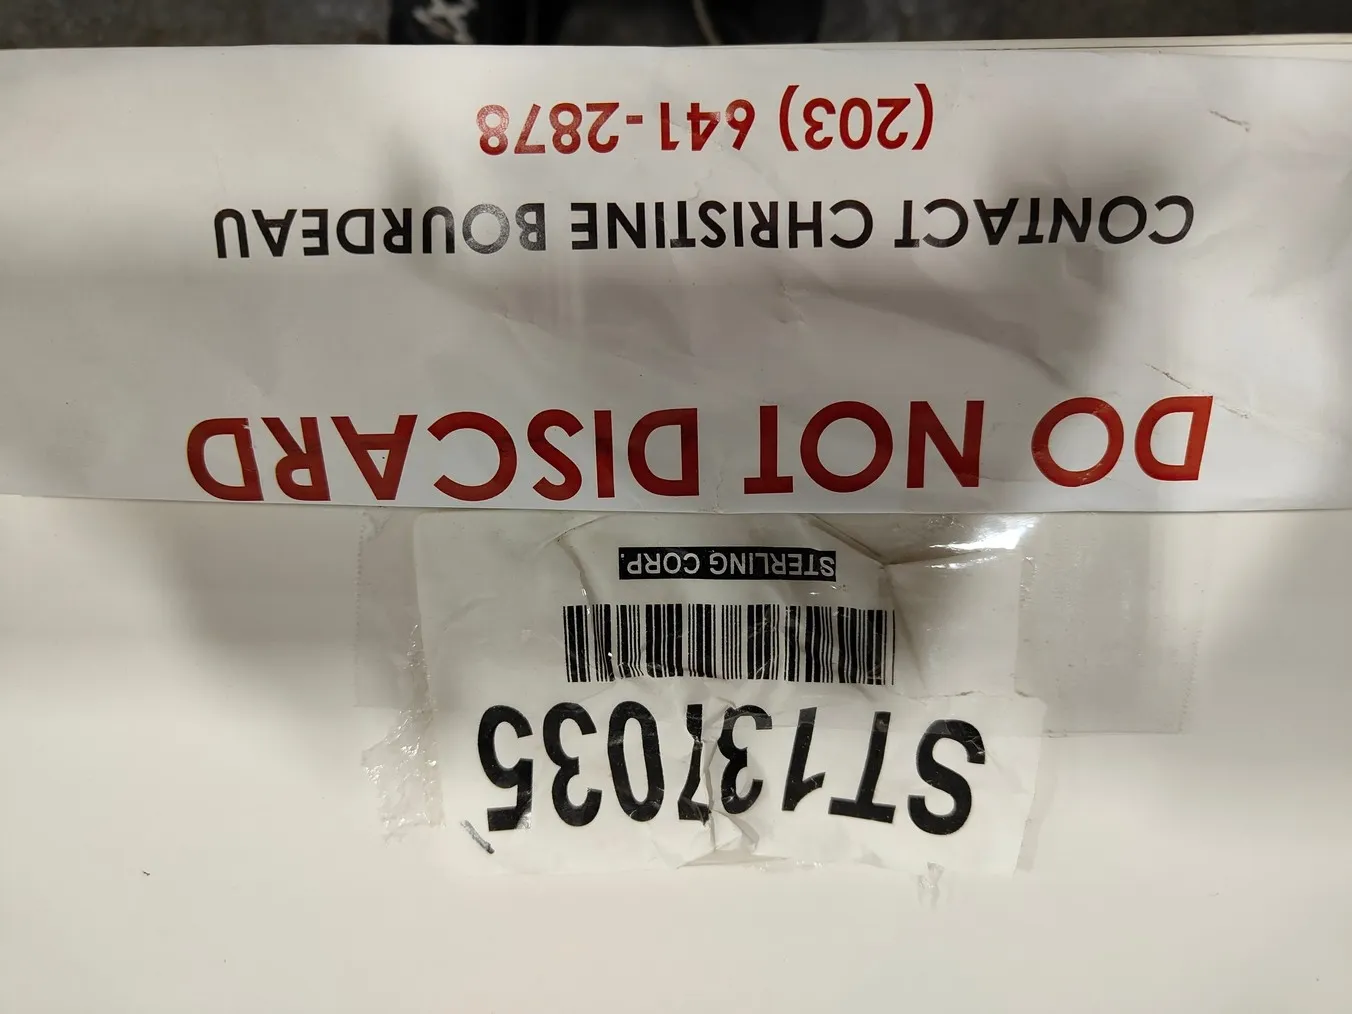 ST137035
STERLING CORP.
DO NOT DISCARD
CONTACT CHRISTINE BOURDEAU
(203) 641-2878